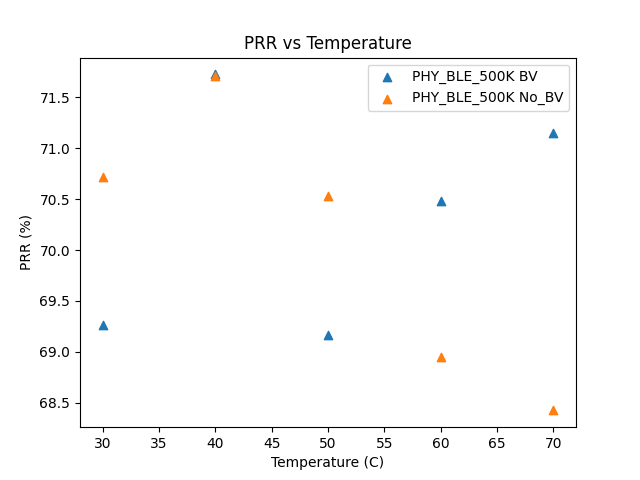 PRR vs Temperature
PHY_BLE_500K BV
PHY_BLE_500K No_BV
71.5
71.0
70.5
70.0
69.5
69.0
68.5
PRR (%)
30 35 40 45 50 55 60 65 70
Temperature (C)